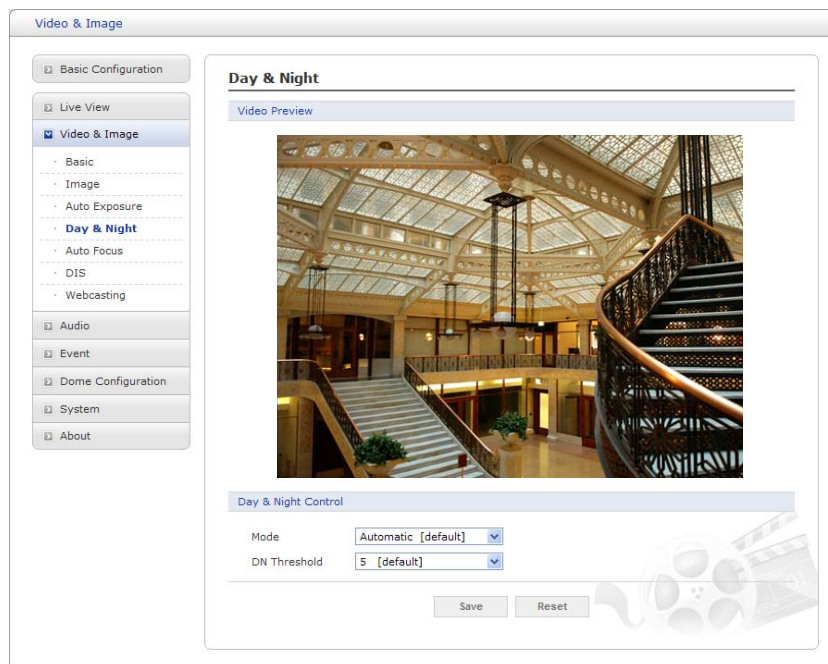 Video & Image
Basic Configuration
Live View
Video & Image
Basic
Image
Auto Exposure
Day & Night
Auto Focus
DIS
Webcasting
Audio
Event
Dome Configuration
System
About
Day & Night
Video Preview
Day & Night Control
Mode Automatic [default]
DN Threshold 5 [default]
Save Reset